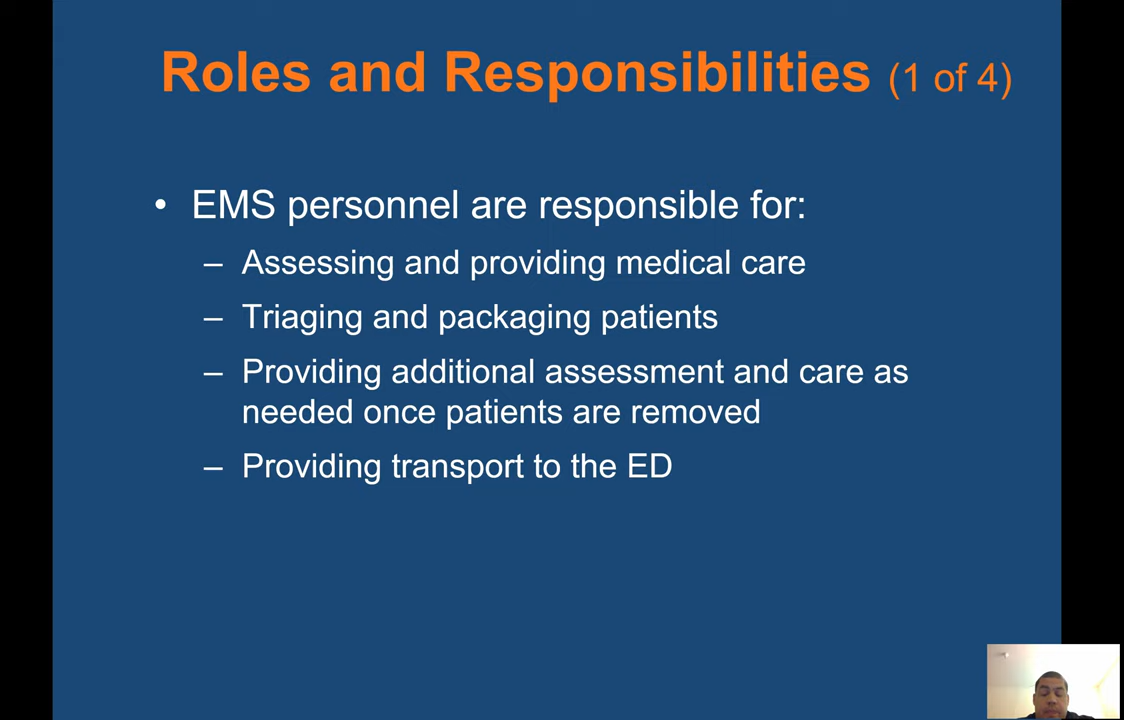 Roles and Responsibilities (1 of 4)
• EMS personnel are responsible for:
– Assessing and providing medical care
– Triaging and packaging patients
– Providing additional assessment and care as
needed once patients are removed
– Providing transport to the ED